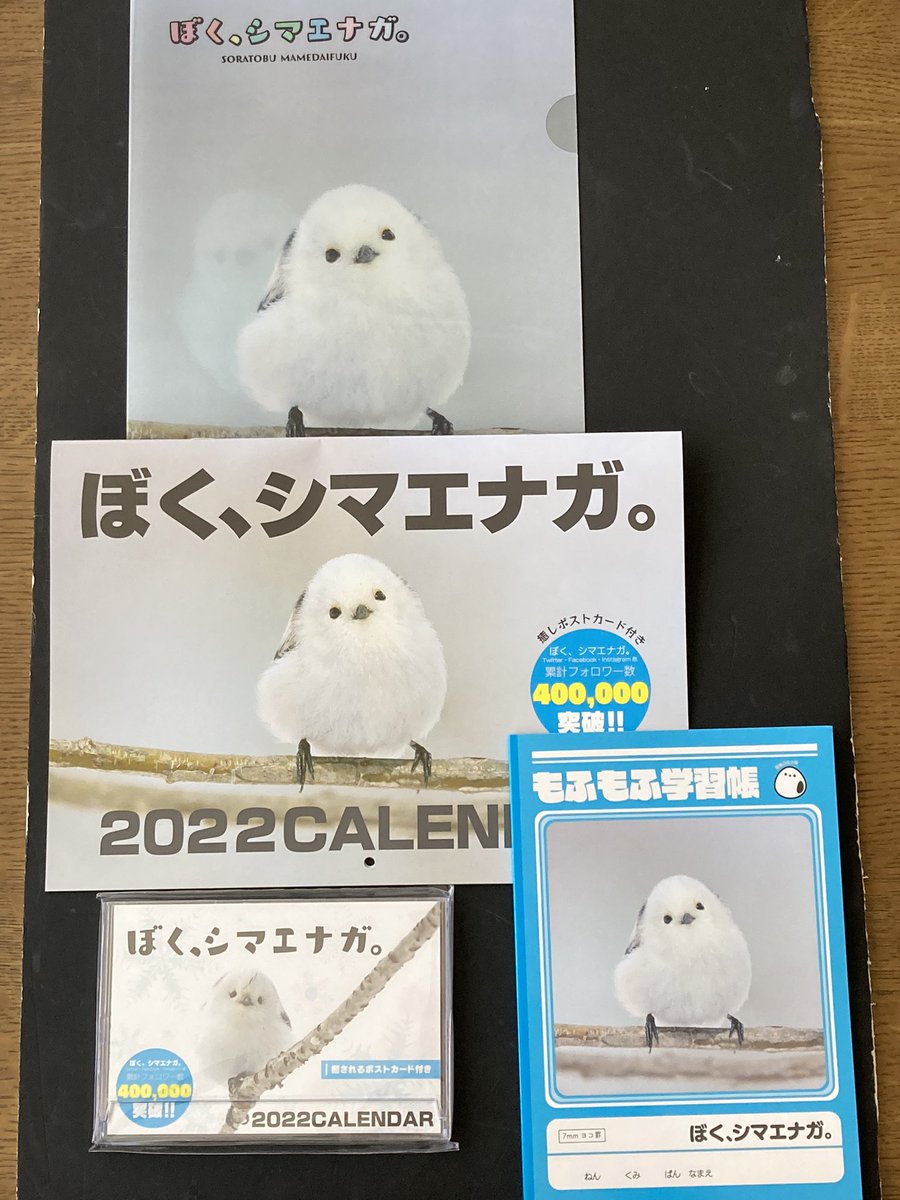 ぼく、シマエナガ。
SORATOBU MAMEDAIFUKU
ぼく、シマエナガ。
癒しポストカード付き
ぼく、シマエナガ。
Twitter・Facebook・Instagram 他
累計フォロワー数
400,000
突破!!
2022CALEN
もふもふ学習帳
ぼく、シマエナガ。
ぼく、シマエナガ。
累計フォロワー数
400,000
突破!!
癒されるポストカード付き
2022CALENDAR
7mm ヨコ罫
ぼく、シマエナガ。
ねん くみ ばん なまえ